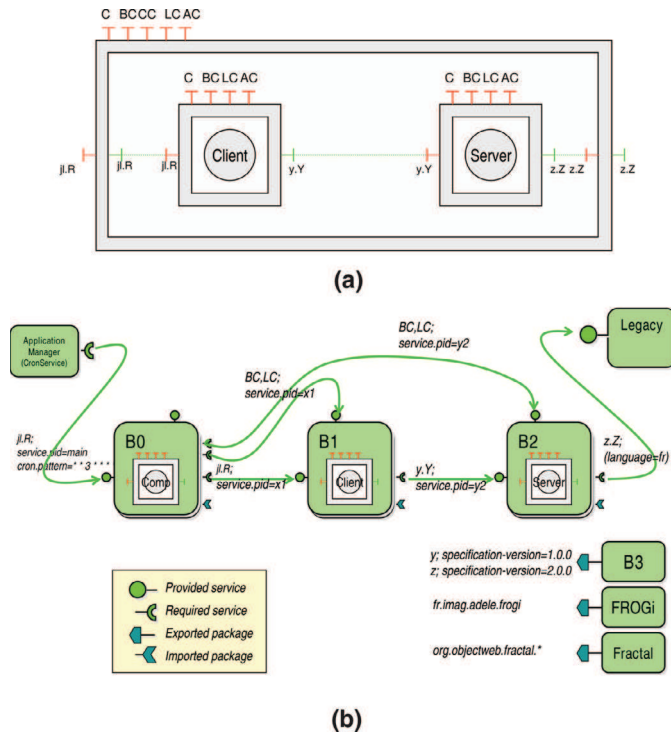 C BC CC LC AC
C BC LC AC
C BC LC AC
Client
Server
jl.R
jl.R
jl.R
y.Y
y.Y
z.Z z.Z
z.Z
(a)
Application
Manager
(CronService)
BC,LC;
service.pid=y2
Legacy
BC,LC;
service.pid=x1
jl.R;
service.pid=main
cron.pattern=* * 3 * * * *
B0
Comp
jl.R;
service.pid=x1
B1
Client
y.Y;
service.pid=y2
B2
Server
z.Z;
(language=fr)
y; specification-version=1.0.0
z; specification-version=2.0.0
B3
fr.imag.adele.frogi
FROGi
org.objectweb.fractal.*
Fractal
Provided service
Required service
Exported package
Imported package
(b)